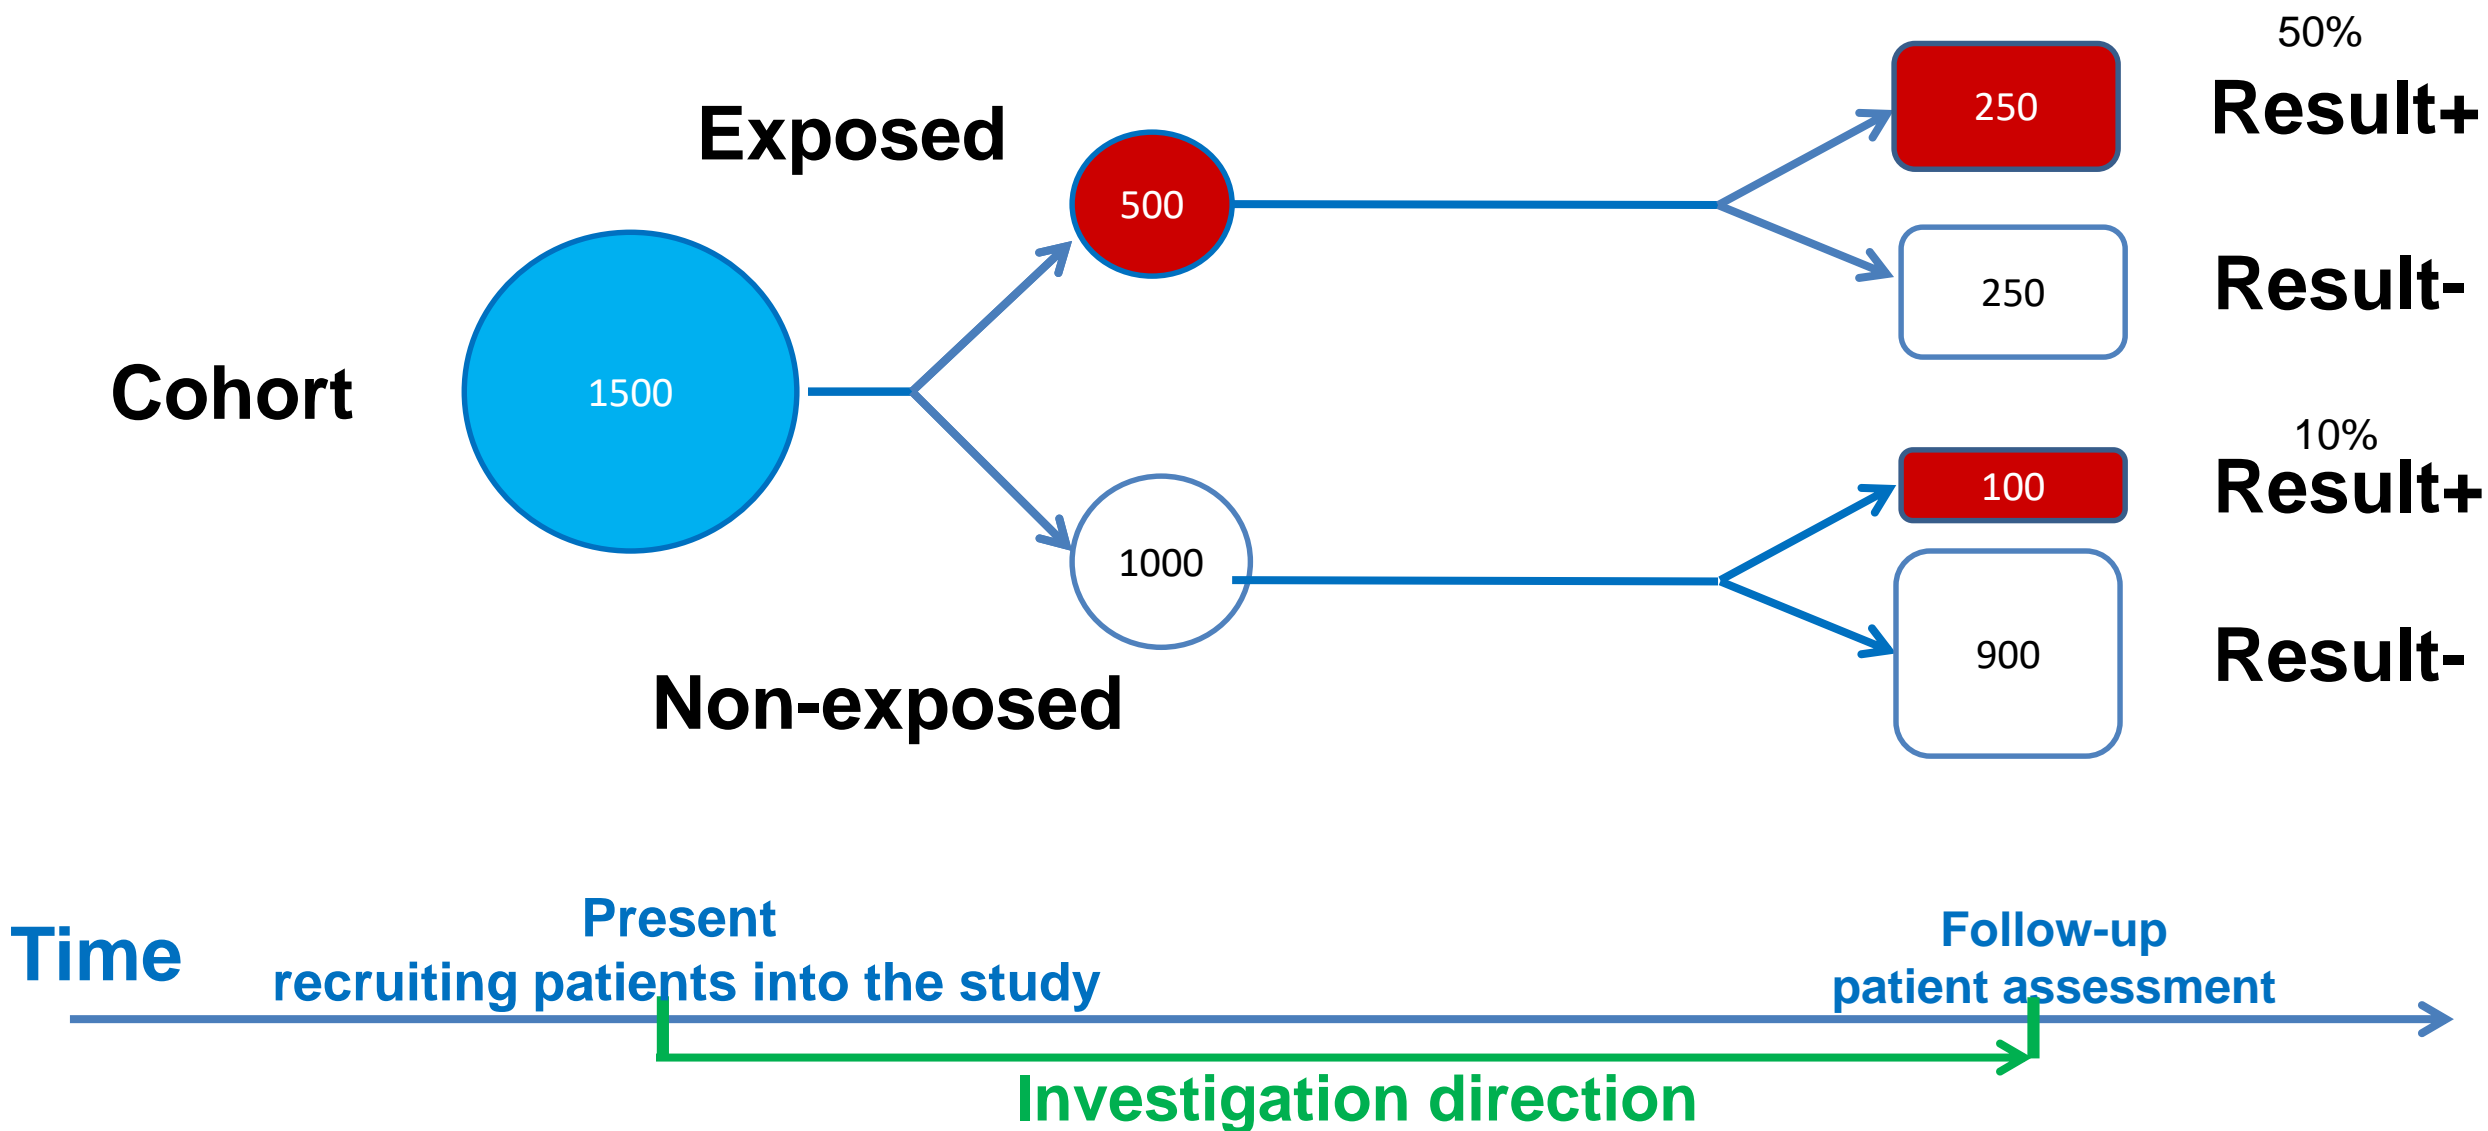 50%
Exposed
250
Result+
500
250
Result-
Cohort
1500
10%
100
Result+
1000
900
Result-
Non-exposed
Time
Present
recruiting patients into the study
Follow-up
patient assessment
Investigation direction